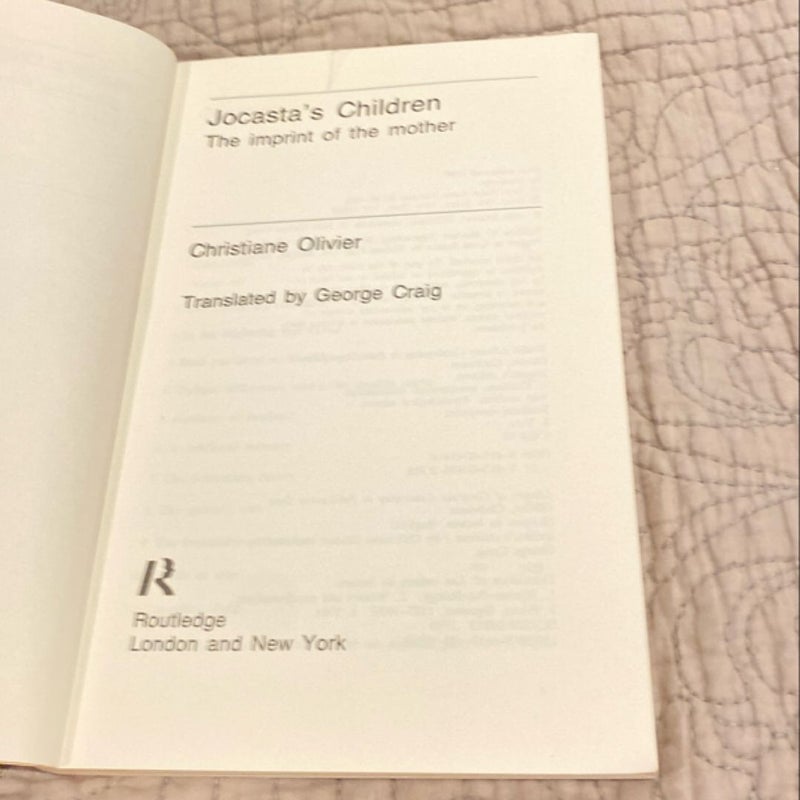 Jocasta's Children
The imprint of the mother
Christiane Olivier
Translated by George Craig
R
Routledge
London and New York